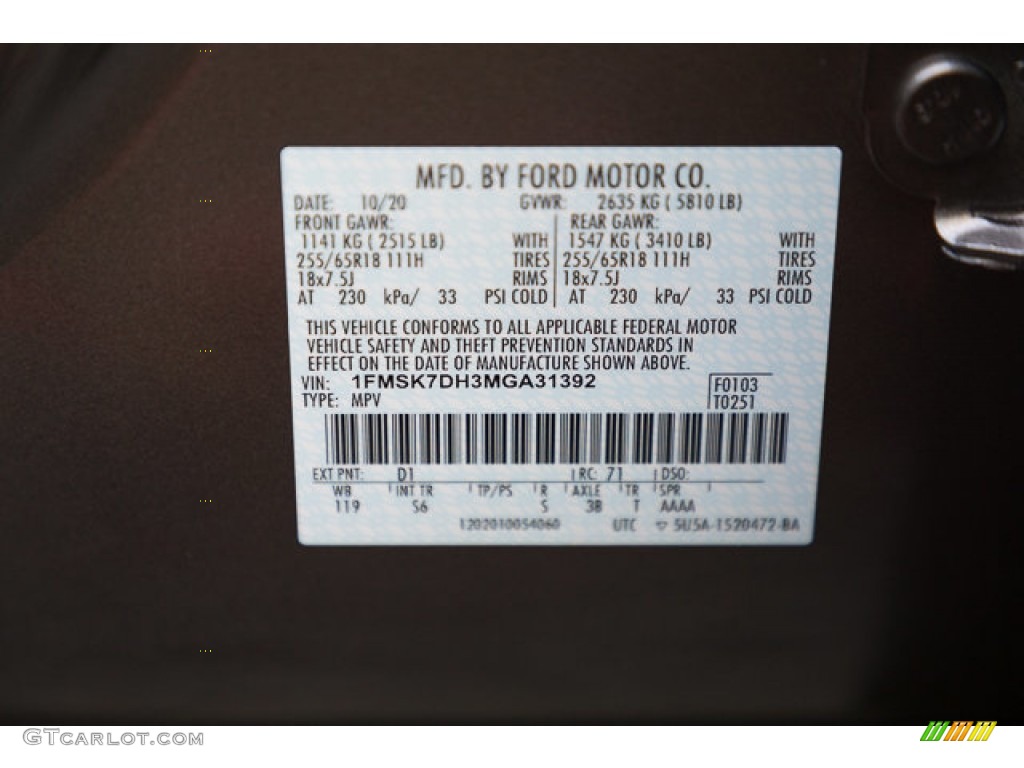 MFD. BY FORD MOTOR CO.
DATE: 10/20 GVWR: 2635 KG ( 5810 LB)
FRONT GAWR: REAR GAWR:
1141 KG ( 2515 LB) WITH 1547 KG ( 3410 LB) WITH
255/65R18 111H TIRES 255/65R18 111H TIRES
18x7.5J RIMS 18x7.5J RIMS
AT 230 kPa/ 33 PSI COLD AT 230 kPa/ 33 PSI COLD
THIS VEHICLE CONFORMS TO ALL APPLICABLE FEDERAL MOTOR
VEHICLE SAFETY AND THEFT PREVENTION STANDARDS IN
EFFECT ON THE DATE OF MANUFACTURE SHOWN ABOVE.
VIN: 1FMSK7DH3MGA31392 F0103
TYPE: MPV T0251
EXT PNT: D1 RC: 71 DSO:
WB INT TR TP/PS R AXLE TR SPR
119 S6 S 3B T AAAA
1202010054060 UTC 5U5A-1520472-BA
GTCARLOT.COM